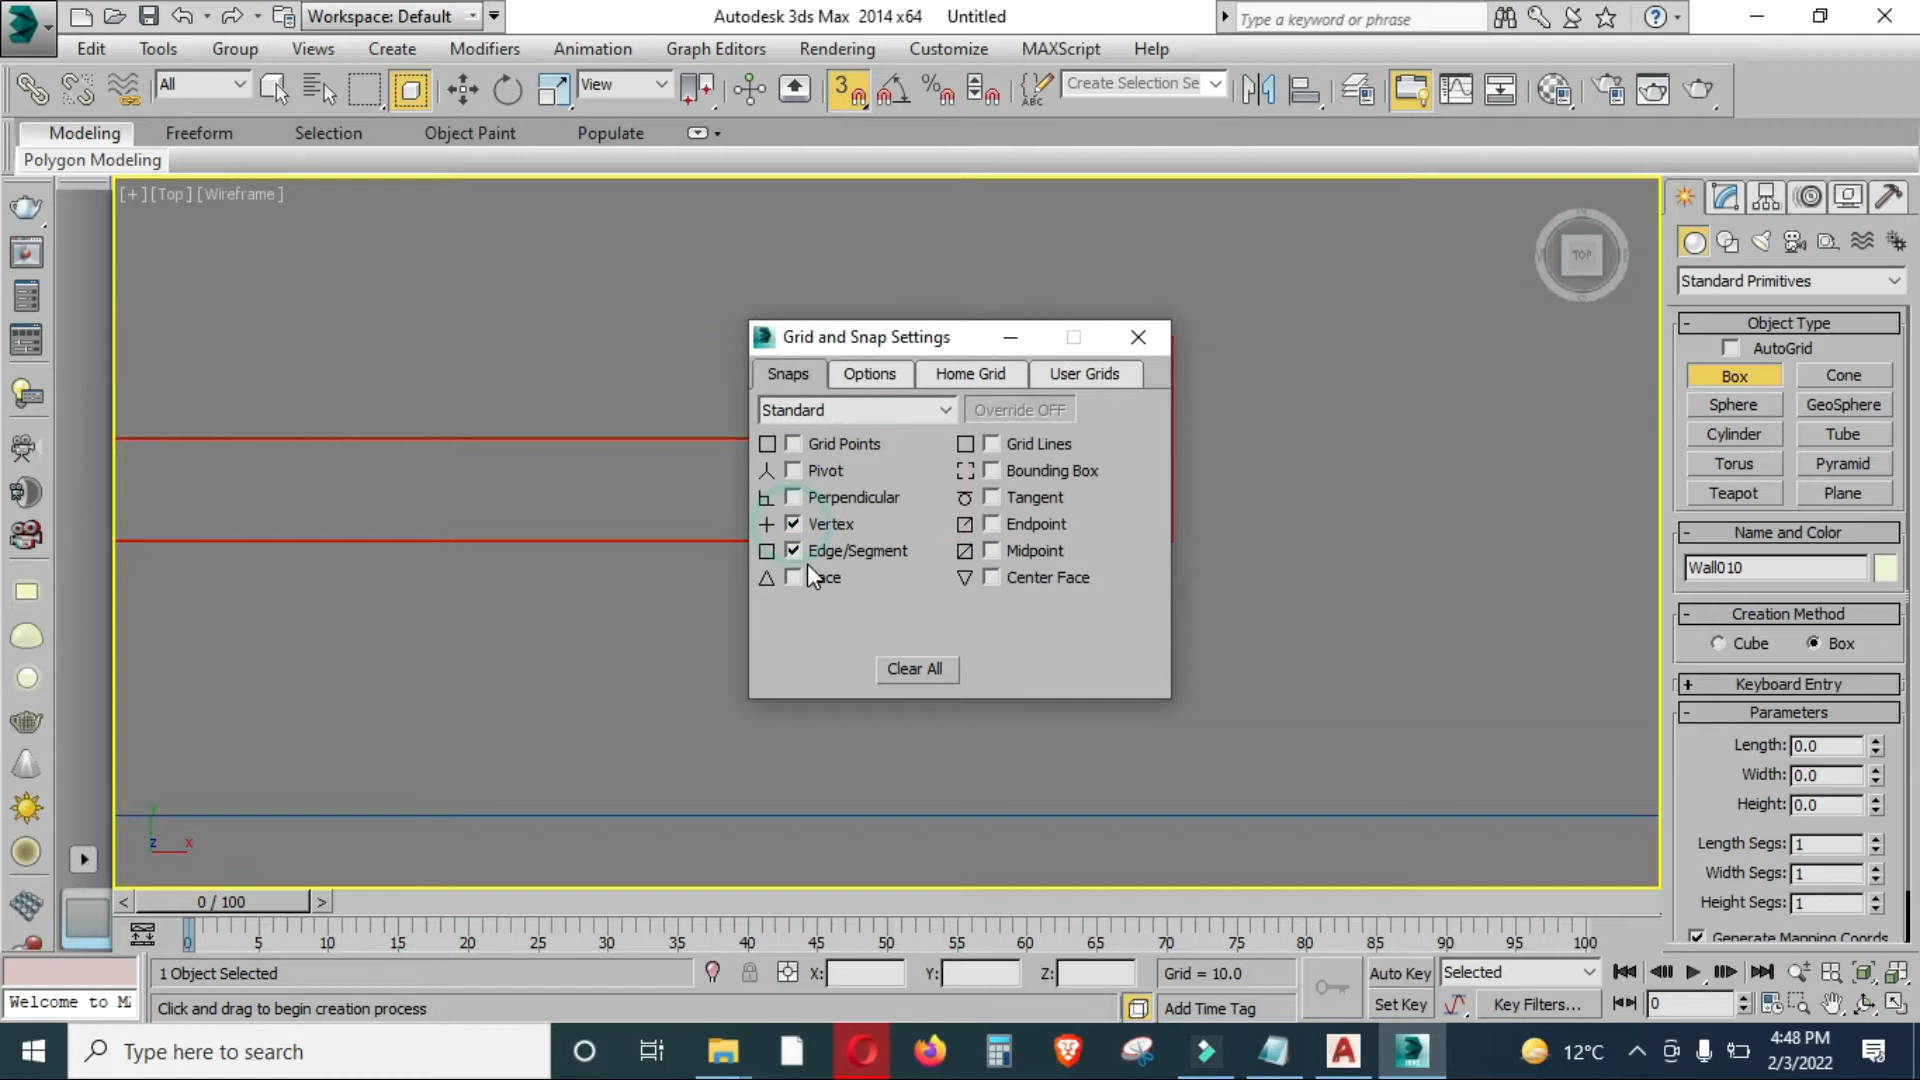 Workspace: Default
Autodesk 3ds Max 2014 x64 Untitled
Type a keyword or phrase
Edit Tools Group Views Create Modifiers Animation Graph Editors Rendering Customize MAXScript Help
All
View
3
%
ABC
Create Selection Se
Modeling Freeform Selection Object Paint Populate
Polygon Modeling
[+][Top][Wireframe]
TOP
Standard Primitives
Object Type
AutoGrid
Box Cone
Sphere GeoSphere
Cylinder Tube
Torus Pyramid
Teapot Plane
Name and Color
Wall010
Creation Method
Cube Box
Keyboard Entry
Parameters
Length: 0.0
Width: 0.0
Height: 0.0
Length Segs: 1
Width Segs: 1
Height Segs: 1
Generate Mapping Coords
Grid and Snap Settings
Snaps Options Home Grid User Grids
Standard Override OFF
Grid Points Grid Lines
Pivot Bounding Box
Perpendicular Tangent
Vertex Endpoint
Edge/Segment Midpoint
Center Face
Clear All
y
z x
0 / 100
0 5 10 15 20 25 30 35 40 45 50 55 60 65 70 75 80 85 90 95 100
1 Object Selected X: Y: Z: Grid = 10.0 Auto Key Selected
Welcome to M
Click and drag to begin creation process Add Time Tag Set Key Key Filters... 0
Type here to search
12°C
4:48 PM
2/3/2022